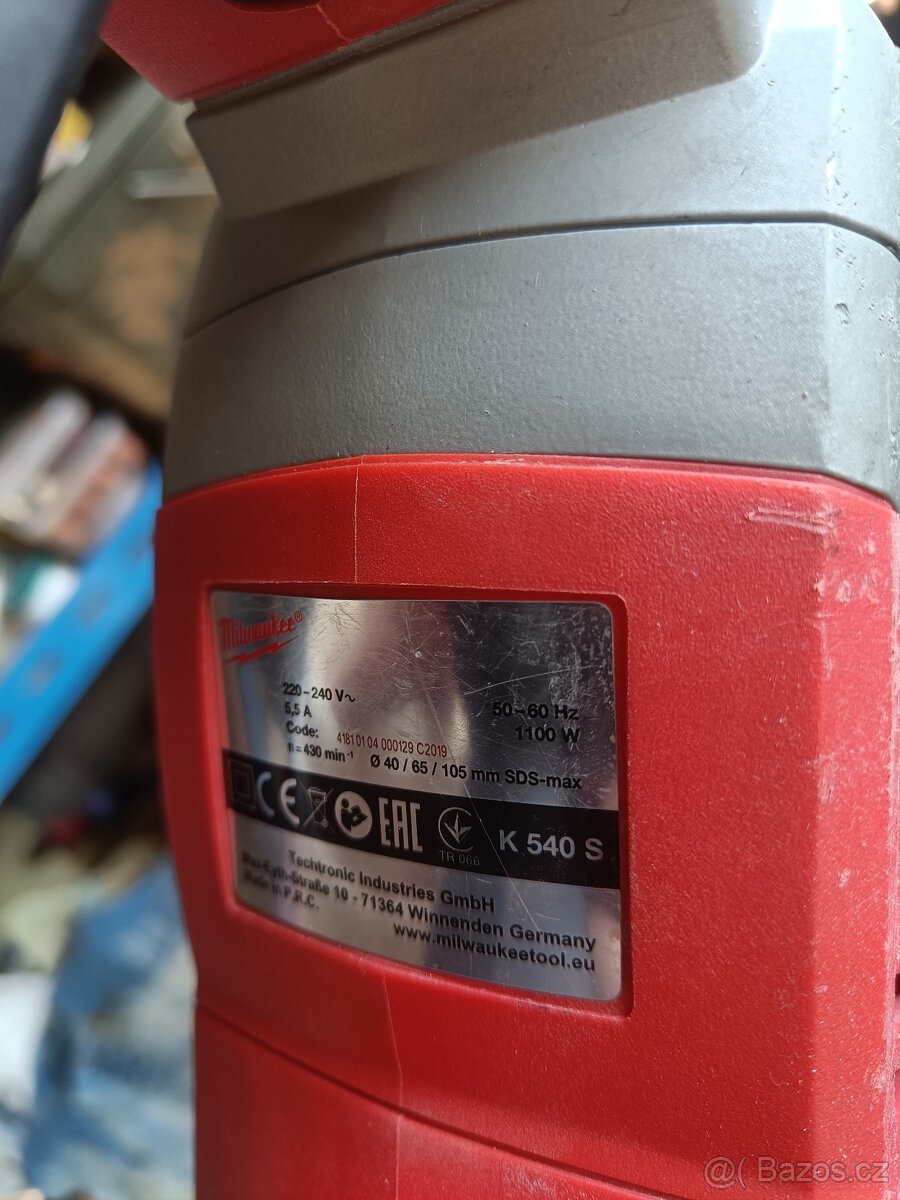 Milwaukee®
220-240 V~ 50-60 Hz
5,5 A 1100 W
Code: 4181 01 04 000129 C2019
n = 430 min⁻¹ Ø 40 / 65 / 105 mm SDS-max
CE EAC TR 066 K 540 S
Techtronic Industries GmbH
Max-Eyth-Straße 10 - 71364 Winnenden Germany
Made in P.R.C. www.milwaukeetool.eu
@( Bazoš.cz